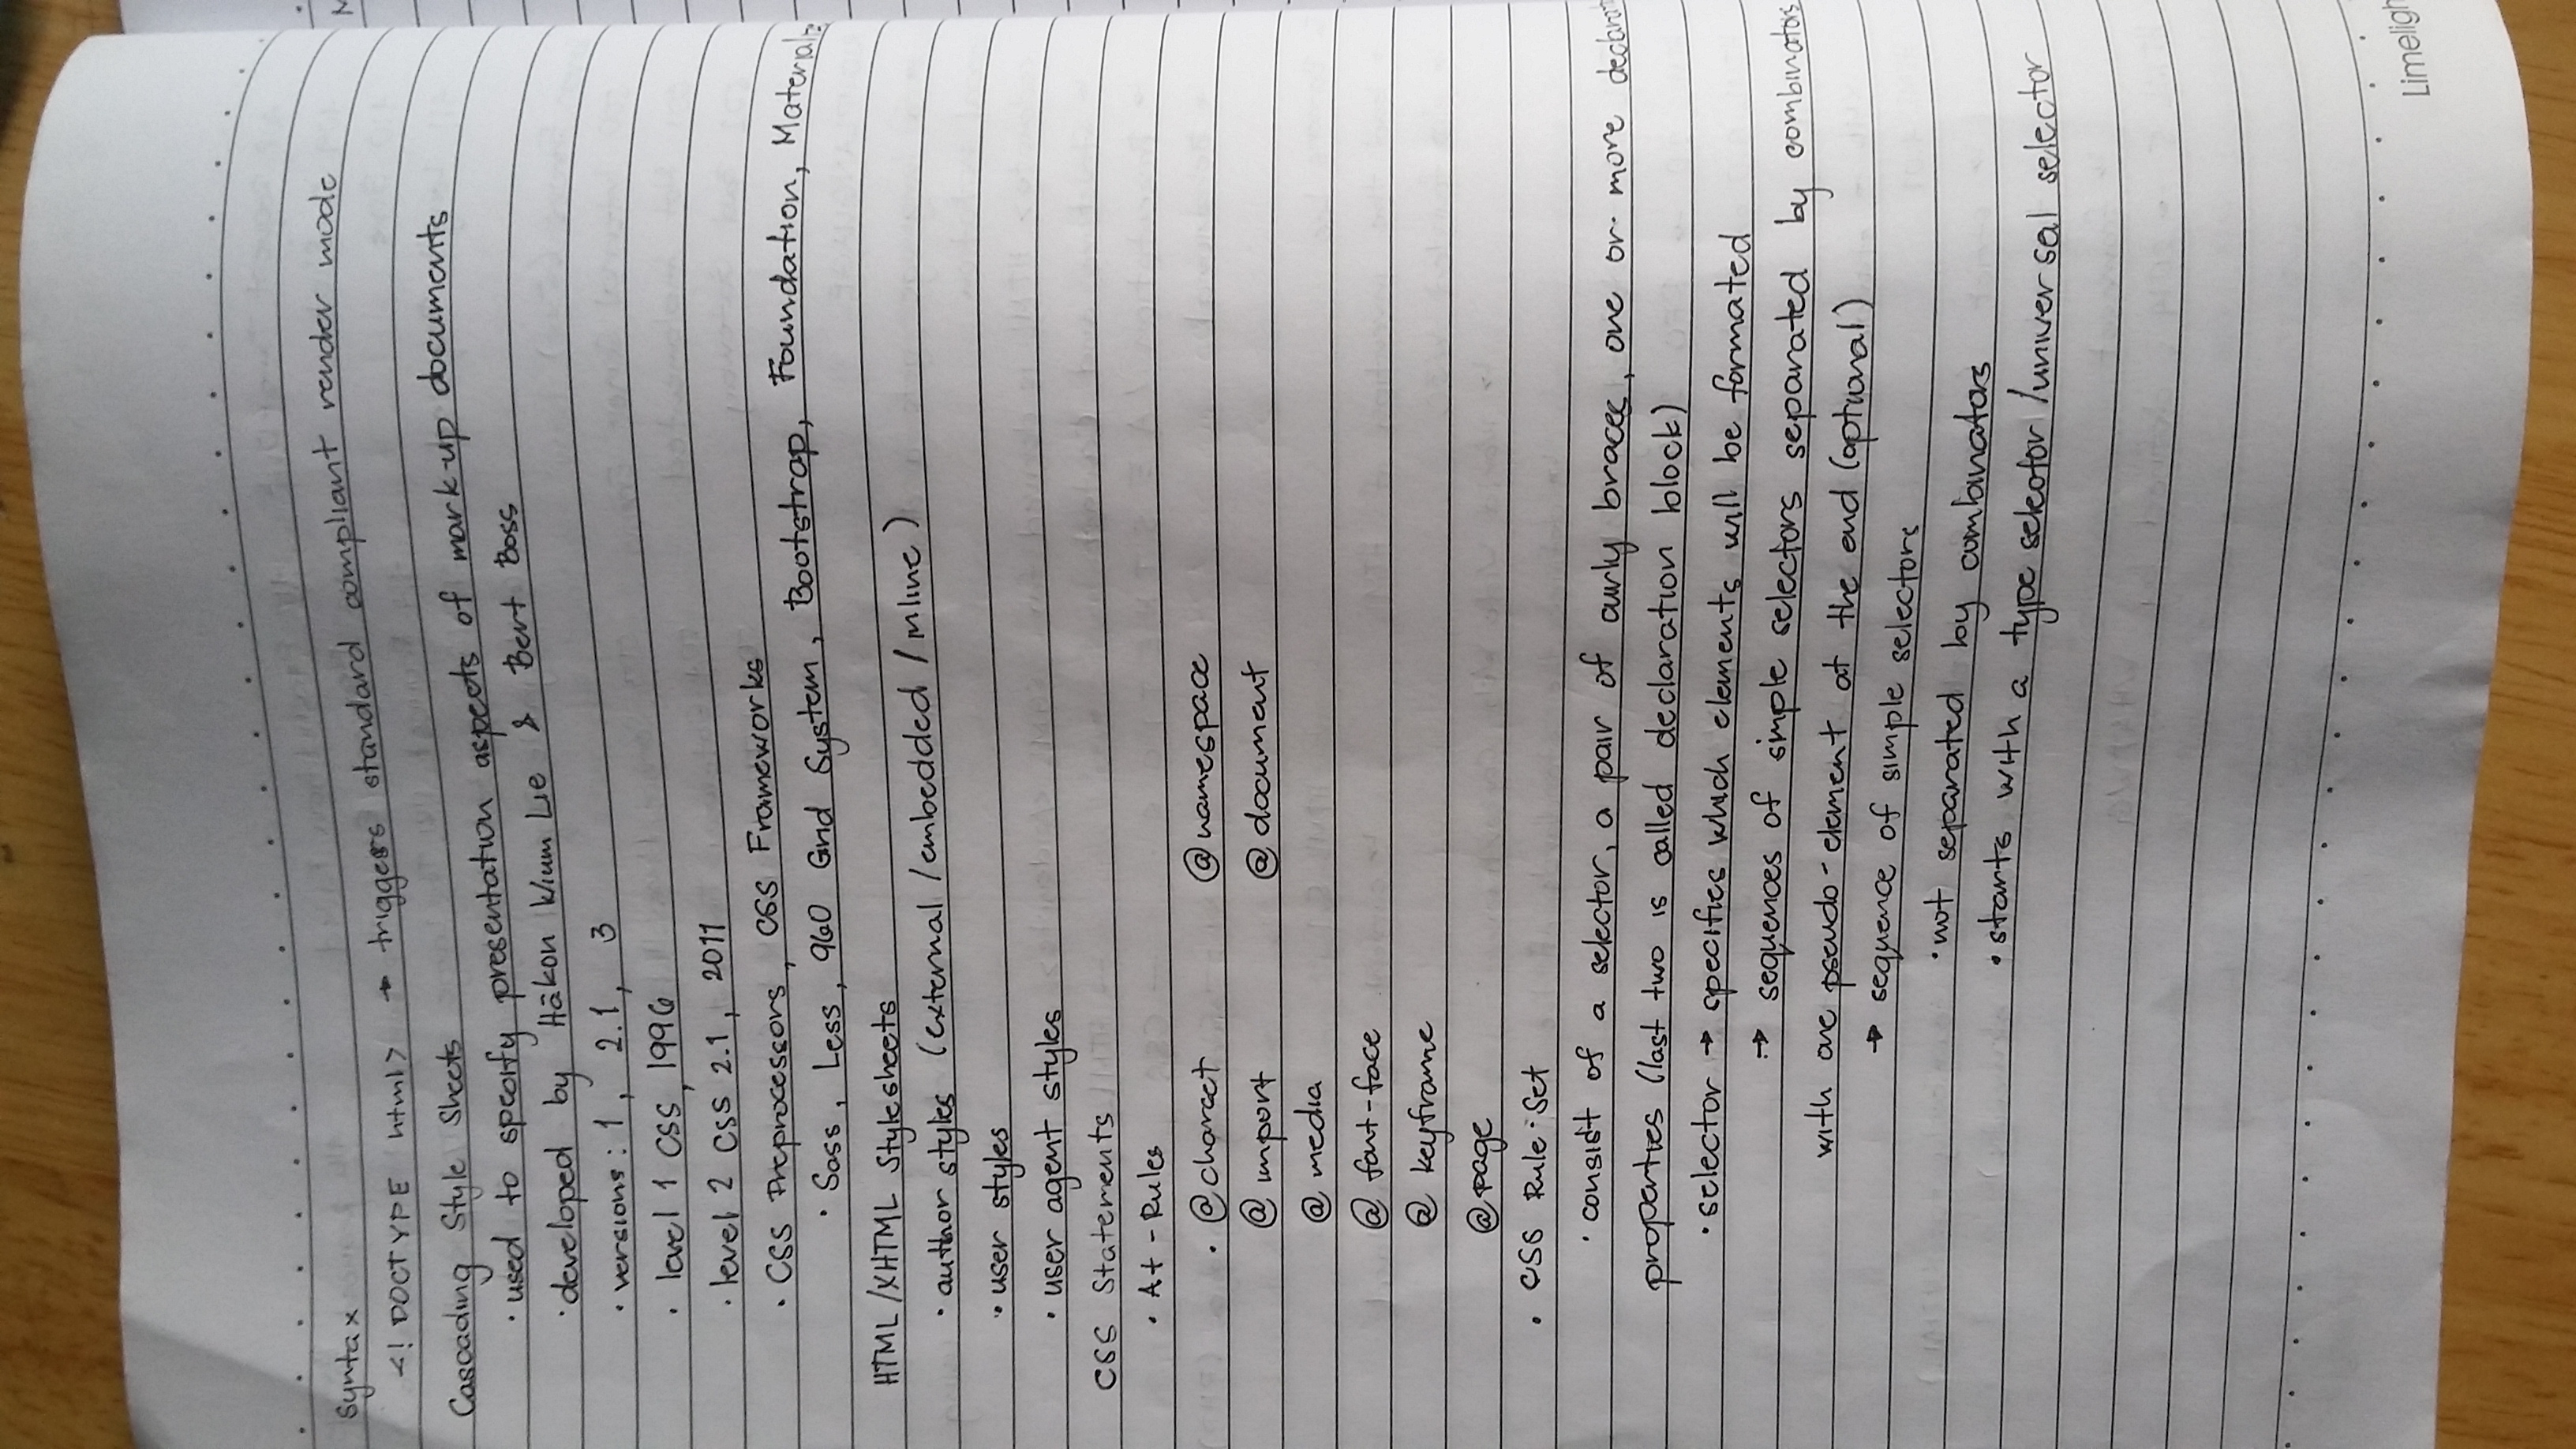 Syntax
<! DOCTYPE html> → triggers standard compliant render mode
Cascading Style Sheets
· used to specify presentation aspects of mark-up documents
· developed by Håkon Wium Lie & Bert Boss
· versions : 1, 2.1, 3
· level 1 CSS, 1996
· level 2 CSS 2.1, 2011
· CSS Preprocessors, CSS Frameworks
· Sass, Less, 960 Grid System, Bootstrap, Foundation, Materialize
HTML/XHTML Stylesheets
· author styles (external / embedded / inline)
· user styles
· user agent styles
CSS Statements
· At-Rules
· @charset @namespace
@import @document
@media
@font-face
@keyframe
@page
· CSS Rule-Set
· consist of a selector, a pair of curly braces, one or more
properties (last two is called declaration block)
· selector → specifies which elements will be formated
→ sequences of simple selectors separated by combinators
with one pseudo-element at the end (optional)
→ sequence of simple selectors
· not separated by combinators
· starts with a type selector /universal selector
Limeligh